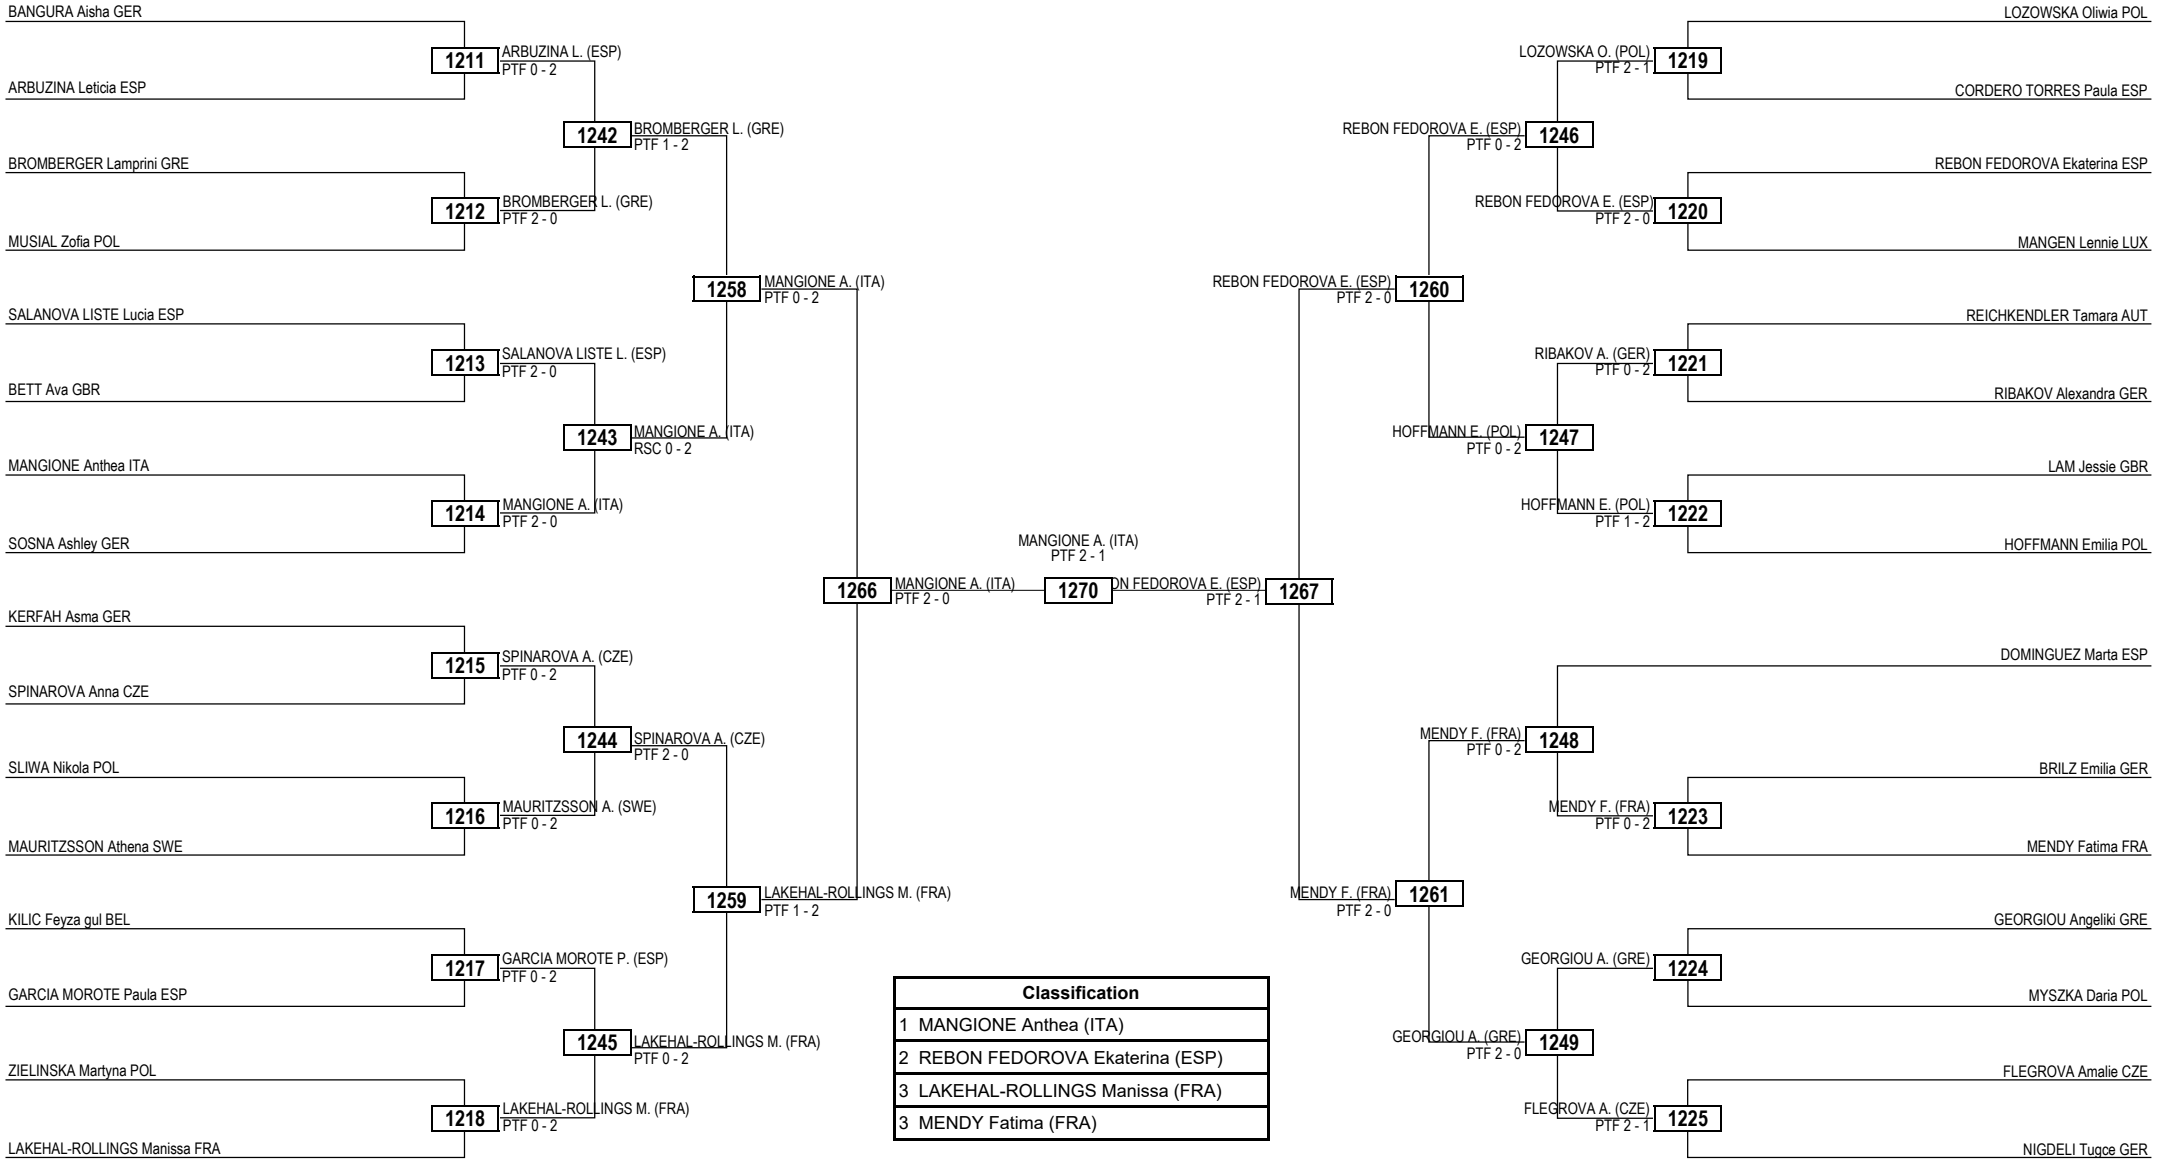 BANGURA Aisha GER
1211
ARBUZINA L. (ESP)
PTF 0 - 2
ARBUZINA Leticia ESP
1242
BROMBERGER L. (GRE)
PTF 1 - 2
BROMBERGER Lamprini GRE
1212
BROMBERGER L. (GRE)
PTF 2 - 0
MUSIAL Zofia POL
1258
MANGIONE A. (ITA)
PTF 0 - 2
SALANOVA LISTE Lucia ESP
1213
SALANOVA LISTE L. (ESP)
PTF 2 - 0
BETT Ava GBR
1243
MANGIONE A. (ITA)
RSC 0 - 2
MANGIONE Anthea ITA
1214
MANGIONE A. (ITA)
PTF 2 - 0
SOSNA Ashley GER
1266
MANGIONE A. (ITA)
PTF 2 - 0
KERFAH Asma GER
1215
SPINAROVA A. (CZE)
PTF 0 - 2
SPINAROVA Anna CZE
1244
SPINAROVA A. (CZE)
PTF 2 - 0
SLIWA Nikola POL
1216
MAURITZSSON A. (SWE)
PTF 0 - 2
MAURITZSSON Athena SWE
1259
LAKEHAL-ROLLINGS M. (FRA)
PTF 1 - 2
KILIC Feyza gul BEL
1217
GARCIA MOROTE P. (ESP)
PTF 0 - 2
GARCIA MOROTE Paula ESP
1245
LAKEHAL-ROLLINGS M. (FRA)
PTF 0 - 2
ZIELINSKA Martyna POL
1218
LAKEHAL-ROLLINGS M. (FRA)
PTF 0 - 2
LAKEHAL-ROLLINGS Manissa FRA
MANGIONE A. (ITA)
PTF 2 - 1
1270
ON FEDOROVA E. (ESP)
PTF 2 - 1
1267
Classification
1 MANGIONE Anthea (ITA)
2 REBON FEDOROVA Ekaterina (ESP)
3 LAKEHAL-ROLLINGS Manissa (FRA)
3 MENDY Fatima (FRA)
LOZOWSKA Oliwia POL
LOZOWSKA O. (POL)
PTF 2 - 1
1219
CORDERO TORRES Paula ESP
REBON FEDOROVA E. (ESP)
PTF 0 - 2
1246
REBON FEDOROVA Ekaterina ESP
REBON FEDOROVA E. (ESP)
PTF 2 - 0
1220
MANGEN Lennie LUX
REBON FEDOROVA E. (ESP)
PTF 2 - 0
1260
REICHKENDLER Tamara AUT
RIBAKOV A. (GER)
PTF 0 - 2
1221
RIBAKOV Alexandra GER
HOFFMANN E. (POL)
PTF 0 - 2
1247
LAM Jessie GBR
HOFFMANN E. (POL)
PTF 1 - 2
1222
HOFFMANN Emilia POL
DOMINGUEZ Marta ESP
MENDY F. (FRA)
PTF 0 - 2
1248
BRILZ Emilia GER
MENDY F. (FRA)
PTF 0 - 2
1223
MENDY Fatima FRA
MENDY F. (FRA)
PTF 2 - 0
1261
GEORGIOU Angeliki GRE
GEORGIOU A. (GRE)
1224
MYSZKA Daria POL
GEORGIOU A. (GRE)
PTF 2 - 0
1249
FLEGROVA Amalie CZE
FLEGROVA A. (CZE)
PTF 2 - 1
1225
NIGDELI Tugce GER